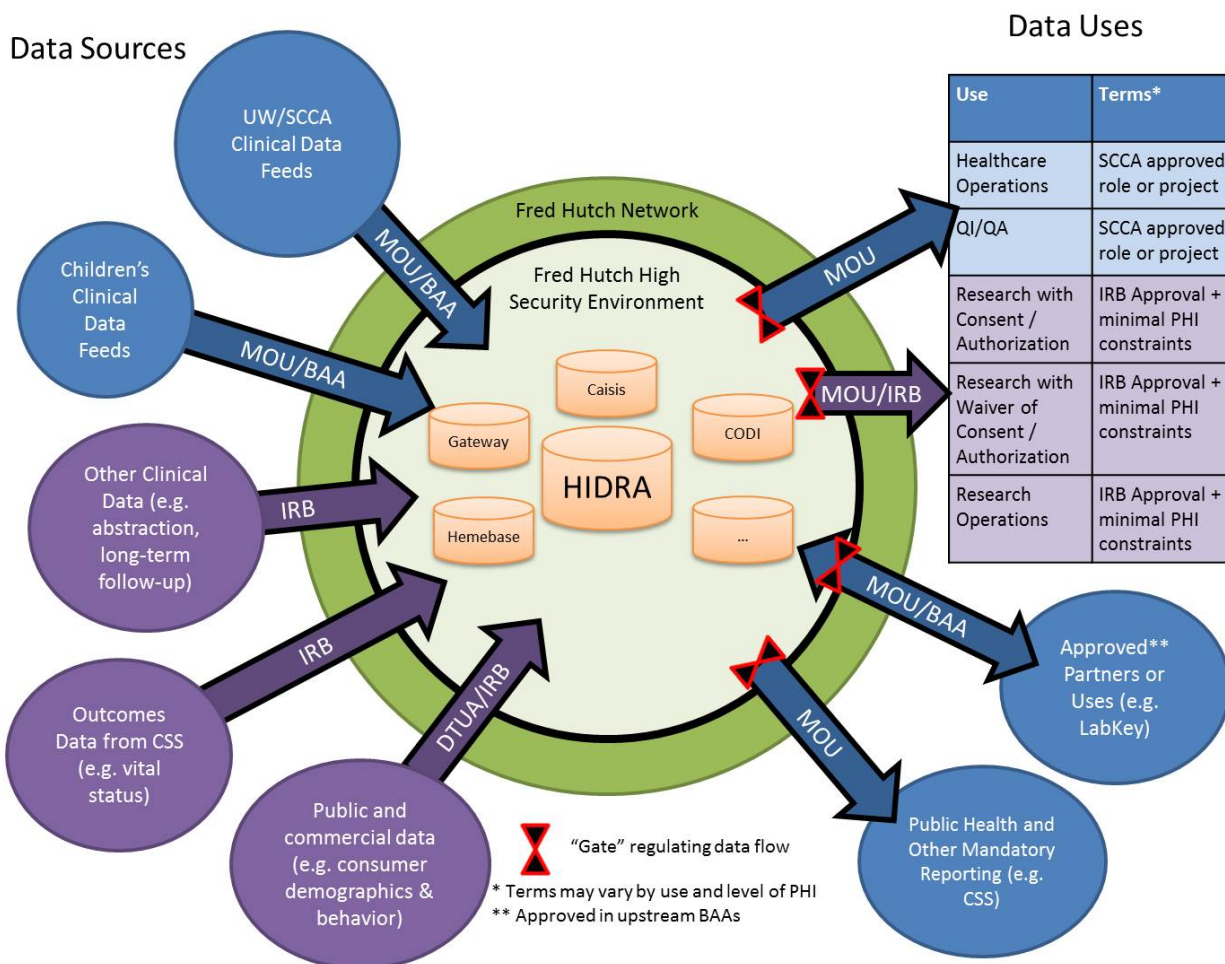 Data Sources
Data Uses
UW/SCCA
Clinical Data
Feeds
Children's
Clinical
Data
Feeds
Other Clinical
Data (e.g.
abstraction,
long-term
follow-up)
Outcomes
Data from CSS
(e.g. vital
status)
Public and
commercial data
(e.g. consumer
demographics &
behavior)
MOU/BAA
MOU/BAA
IRB
IRB
DTUA/IRB
Fred Hutch Network
Fred Hutch High
Security Environment
Caisis
Gateway
CODI
HIDRA
Hemebase
...
MOU
MOU/IRB
MOU/BAA
MOU
Use
Terms*
Healthcare
Operations
SCCA approved
role or project
QI/QA
SCCA approved
role or project
Research with
Consent /
Authorization
IRB Approval +
minimal PHI
constraints
Research with
Waiver of
Consent /
Authorization
IRB Approval +
minimal PHI
constraints
Research
Operations
IRB Approval +
minimal PHI
constraints
Approved**
Partners or
Uses (e.g.
LabKey)
Public Health and
Other Mandatory
Reporting (e.g.
CSS)
"Gate" regulating data flow
* Terms may vary by use and level of PHI
** Approved in upstream BAAs